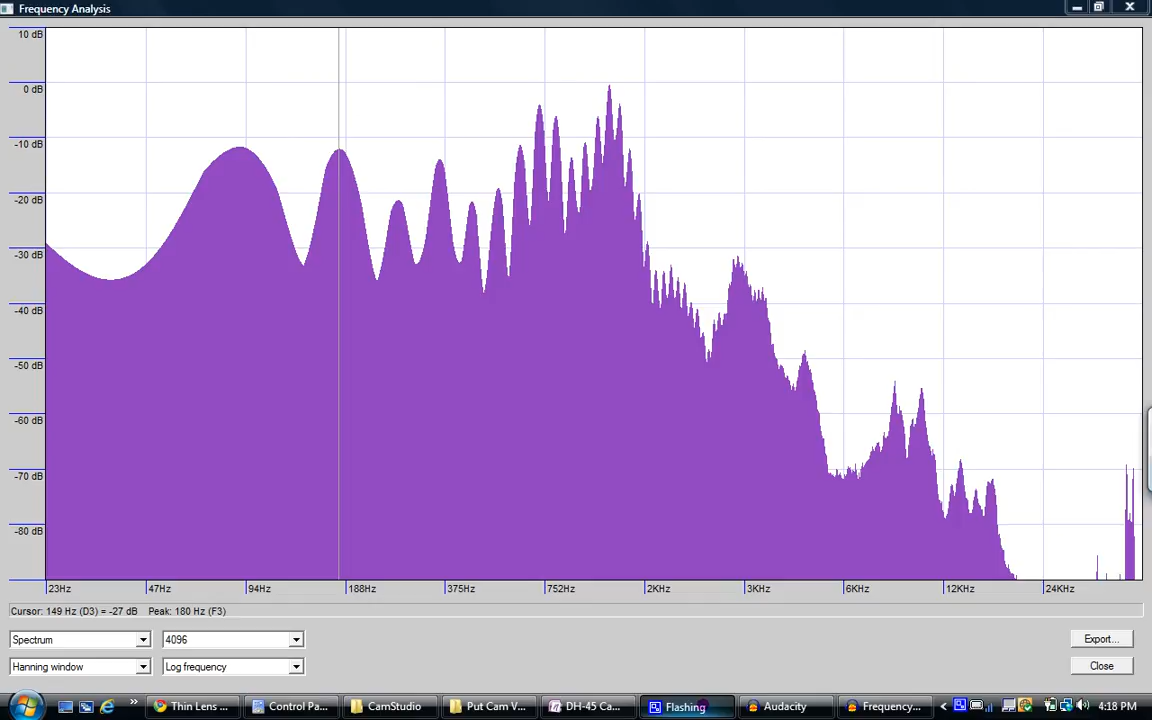 Frequency Analysis
10 dB
0 dB
-10 dB
-20 dB
-30 dB
-40 dB
-50 dB
-60 dB
-70 dB
-80 dB
23Hz 47Hz 94Hz 188Hz 375Hz 752Hz 2KHz 3KHz 6KHz 12KHz 24KHz
Cursor: 149 Hz (D3) = -27 dB Peak: 180 Hz (F3)
Spectrum 4096 Export...
Hanning window Log frequency Close
» Thin Lens ... Control Pa... CamStudio Put Cam V... DH-45 Ca... Flashing Audacity Frequency... 4:18 PM